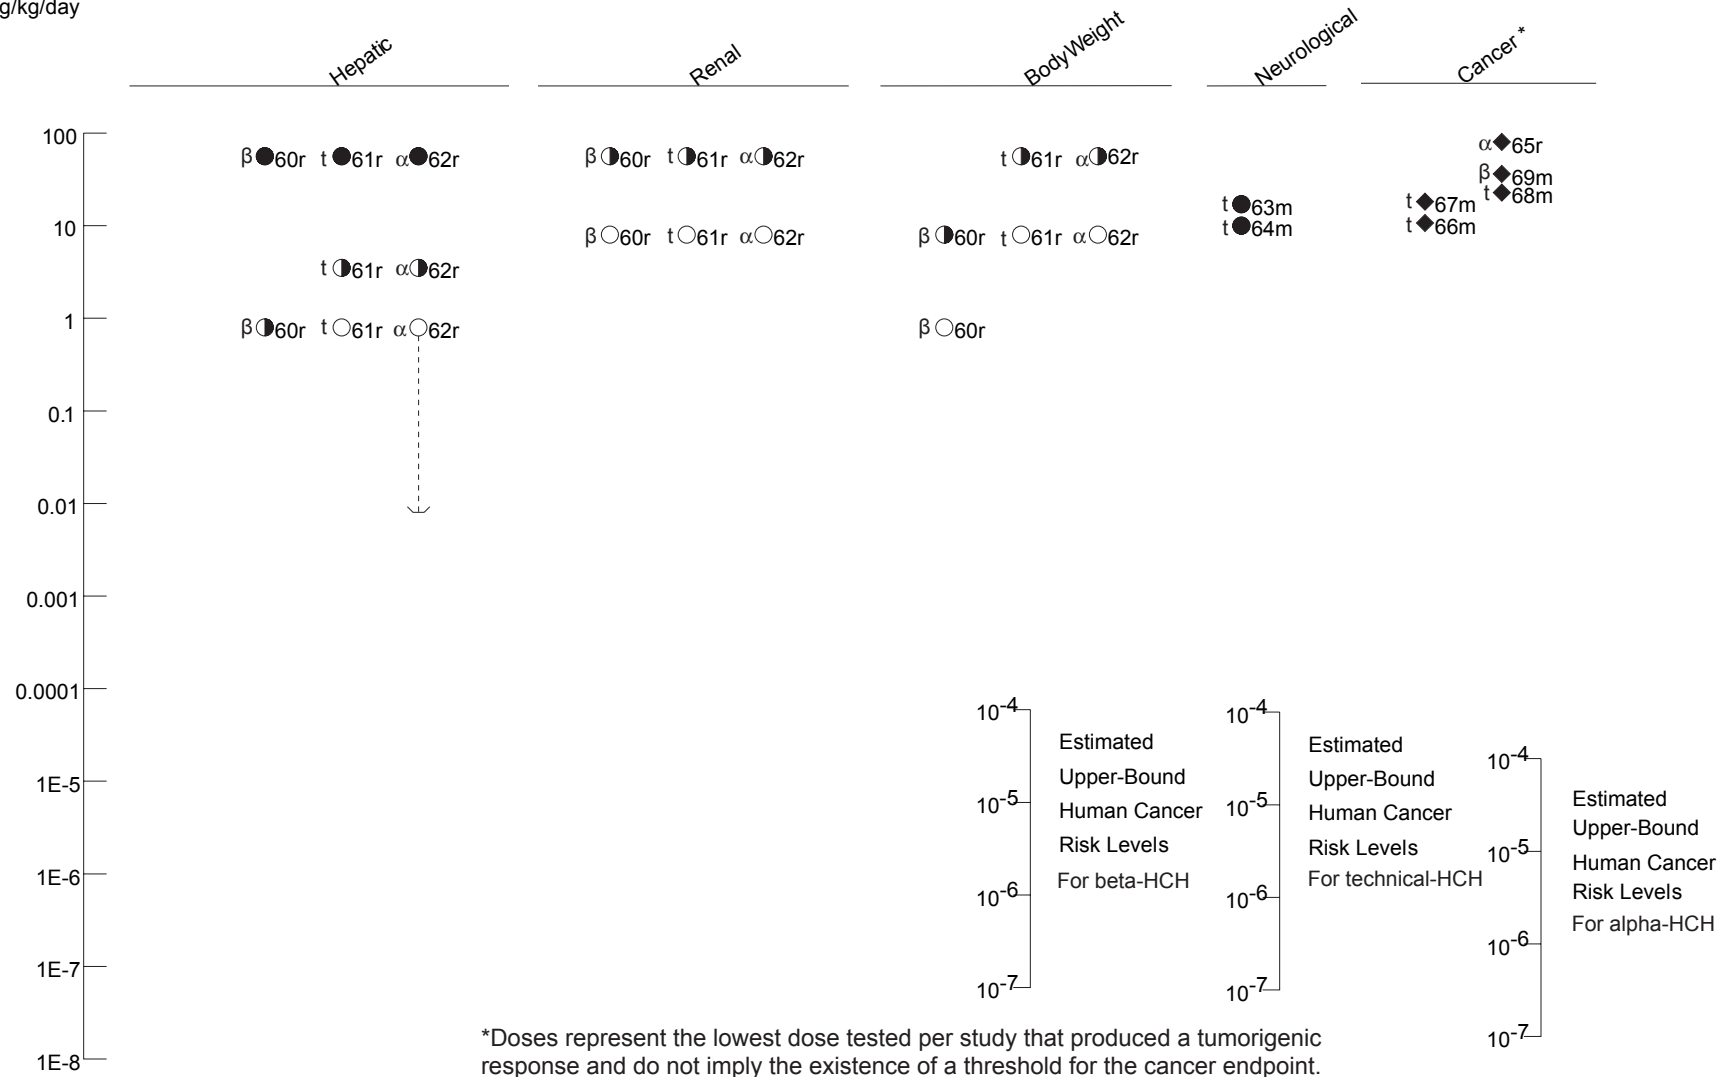 g/kg/day
Hepatic
Renal
Body Weight
Neurological
Cancer *
100
β 60r t 61r α 62r
β 60r t 61r α 62r
t 61r α 62r
α 65r
β 69m
t 68m
t 67m
t 66m
t 63m
t 64m
10
β 60r t 61r α 62r
β 60r t 61r α 62r
t 61r α 62r
1
β 60r t 61r α 62r
β 60r
0.1
0.01
0.001
0.0001
1E-5
1E-6
1E-7
1E-8
10-4
10-5
10-6
10-7
Estimated
Upper-Bound
Human Cancer
Risk Levels
For beta-HCH
10-4
10-5
10-6
10-7
Estimated
Upper-Bound
Human Cancer
Risk Levels
For technical-HCH
10-4
10-5
10-6
10-7
Estimated
Upper-Bound
Human Cancer
Risk Levels
For alpha-HCH
*Doses represent the lowest dose tested per study that produced a tumorigenic
response and do not imply the existence of a threshold for the cancer endpoint.